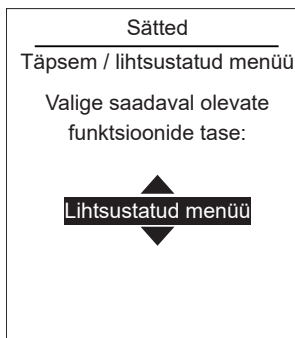 Sätted
Täpsem / lihtsustatud menüü
Valige saadaval olevate
funktsioonide tase:
Lihtsustatud menüü